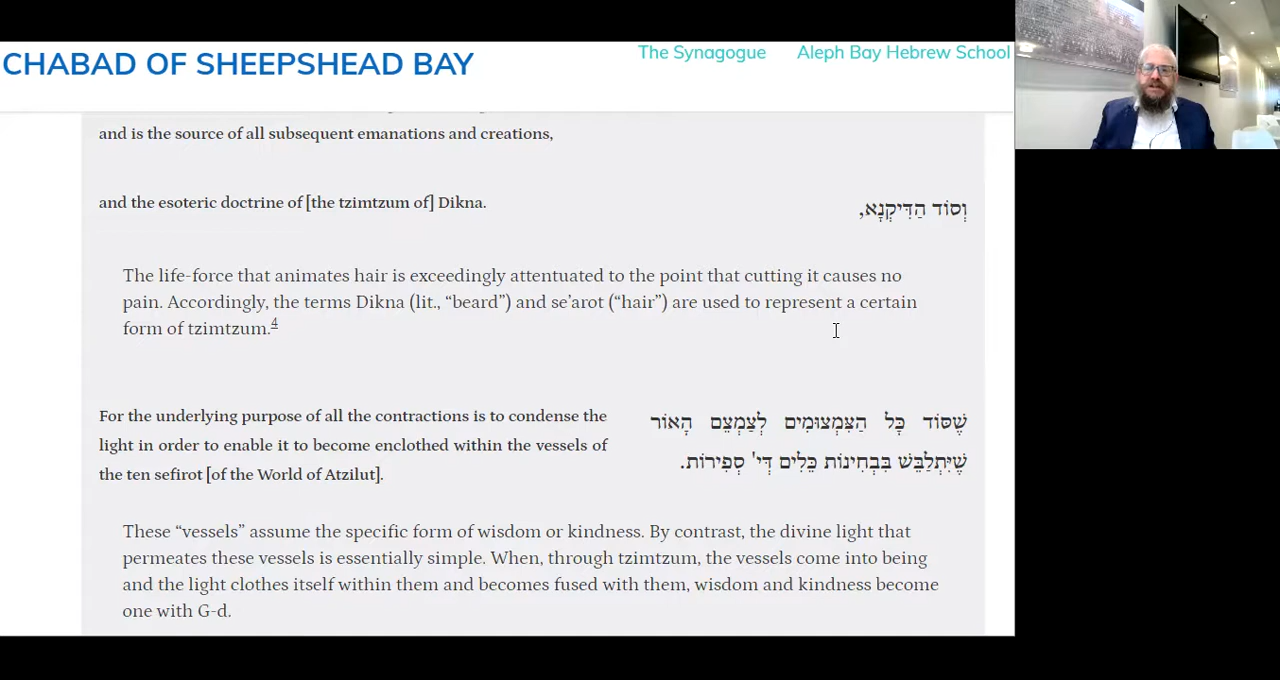 CHABAD OF SHEEPSHEAD BAY
The Synagogue Aleph Bay Hebrew School
and is the source of all subsequent emanations and creations,
and the esoteric doctrine of [the tzimtzum of] Dikna.
וְסוֹד הַדִּיקְנָא,
The life-force that animates hair is exceedingly attentuated to the point that cutting it causes no
pain. Accordingly, the terms Dikna (lit., “beard”) and se’arot (“hair”) are used to represent a certain
form of tzimtzum.4
For the underlying purpose of all the contractions is to condense the
light in order to enable it to become enclothed within the vessels of
the ten sefirot [of the World of Atzilut].
שֶׁסּוֹד כָּל הַצִּמְצוּמִים לְצַמְצֵם הָאוֹר
שֶׁיִּתְלַבֵּשׁ בִּבְחִינוֹת כֵּלִים דְּי' סְפִירוֹת.
These “vessels” assume the specific form of wisdom or kindness. By contrast, the divine light that
permeates these vessels is essentially simple. When, through tzimtzum, the vessels come into being
and the light clothes itself within them and becomes fused with them, wisdom and kindness become
one with G-d.